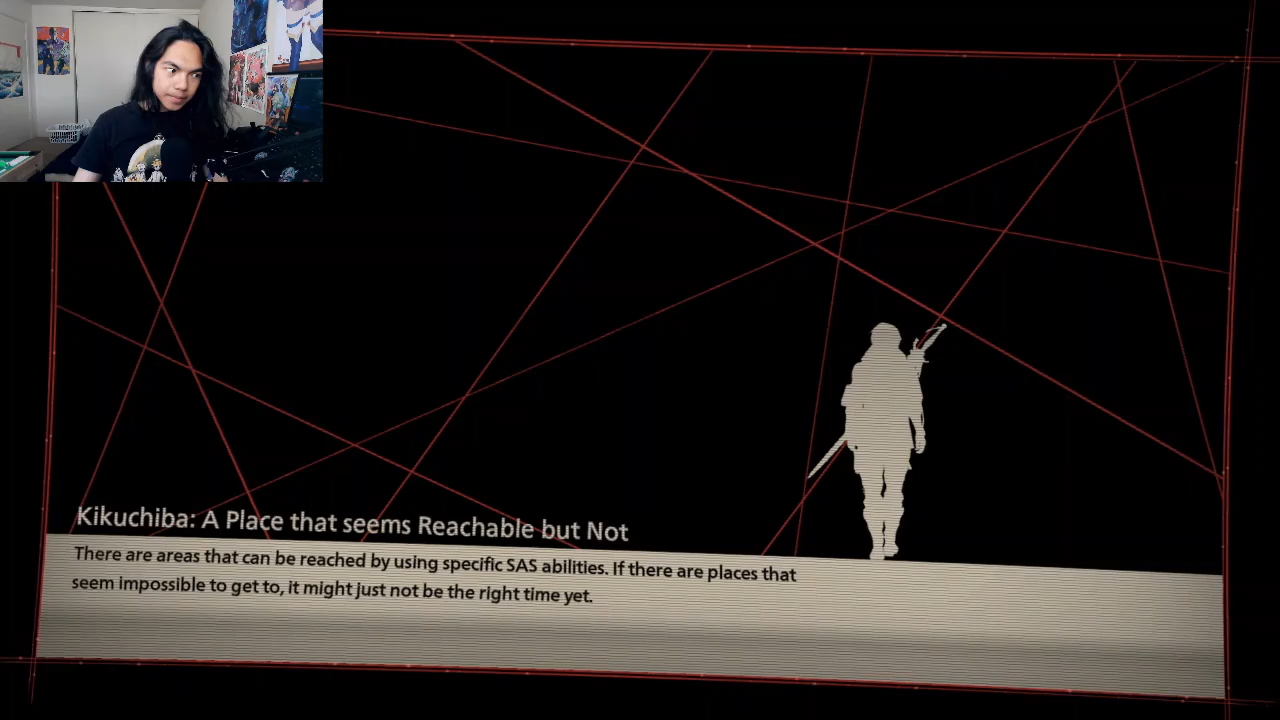 Kikuchiba: A Place that seems Reachable but Not
There are areas that can be reached by using specific SAS abilities. If there are places that
seem impossible to get to, it might just not be the right time yet.